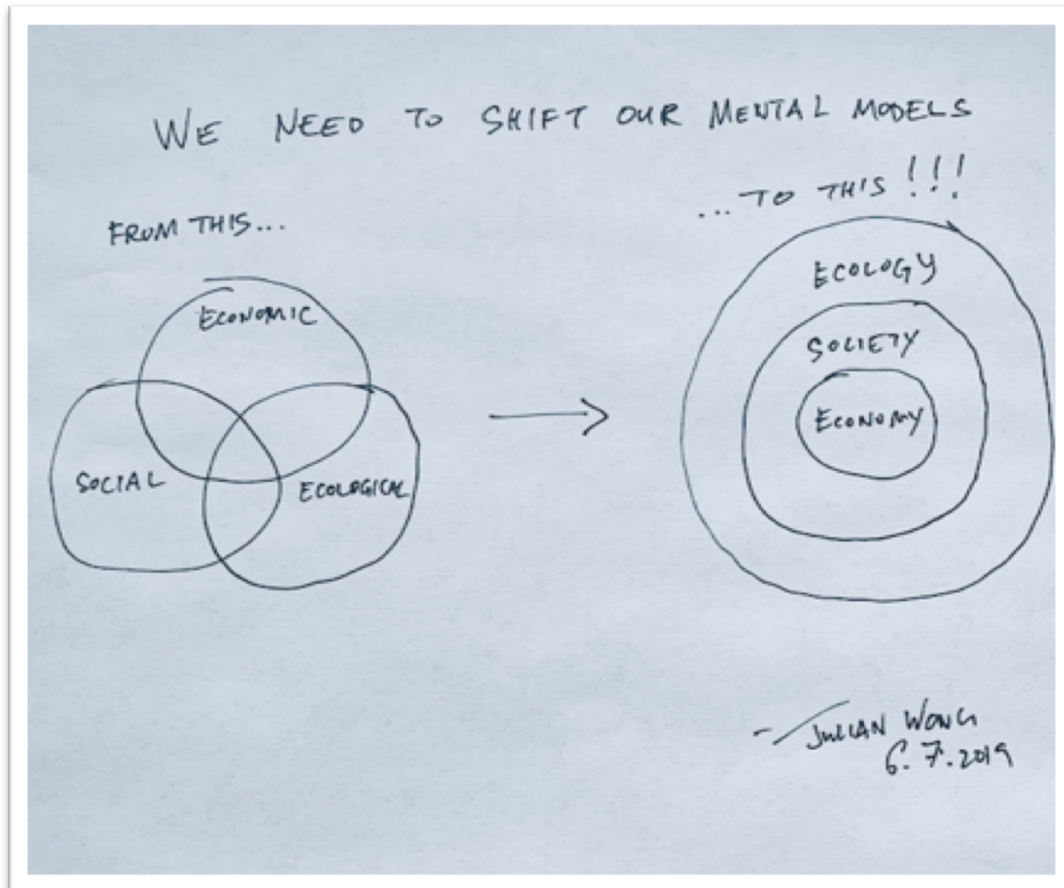 WE NEED TO SHIFT OUR MENTAL MODELS
FROM THIS...
... TO THIS !!!
ECONOMIC
SOCIAL
ECOLOGICAL
ECOLOGY
SOCIETY
ECONOMY
- JULIAN WONG
6.7.2019